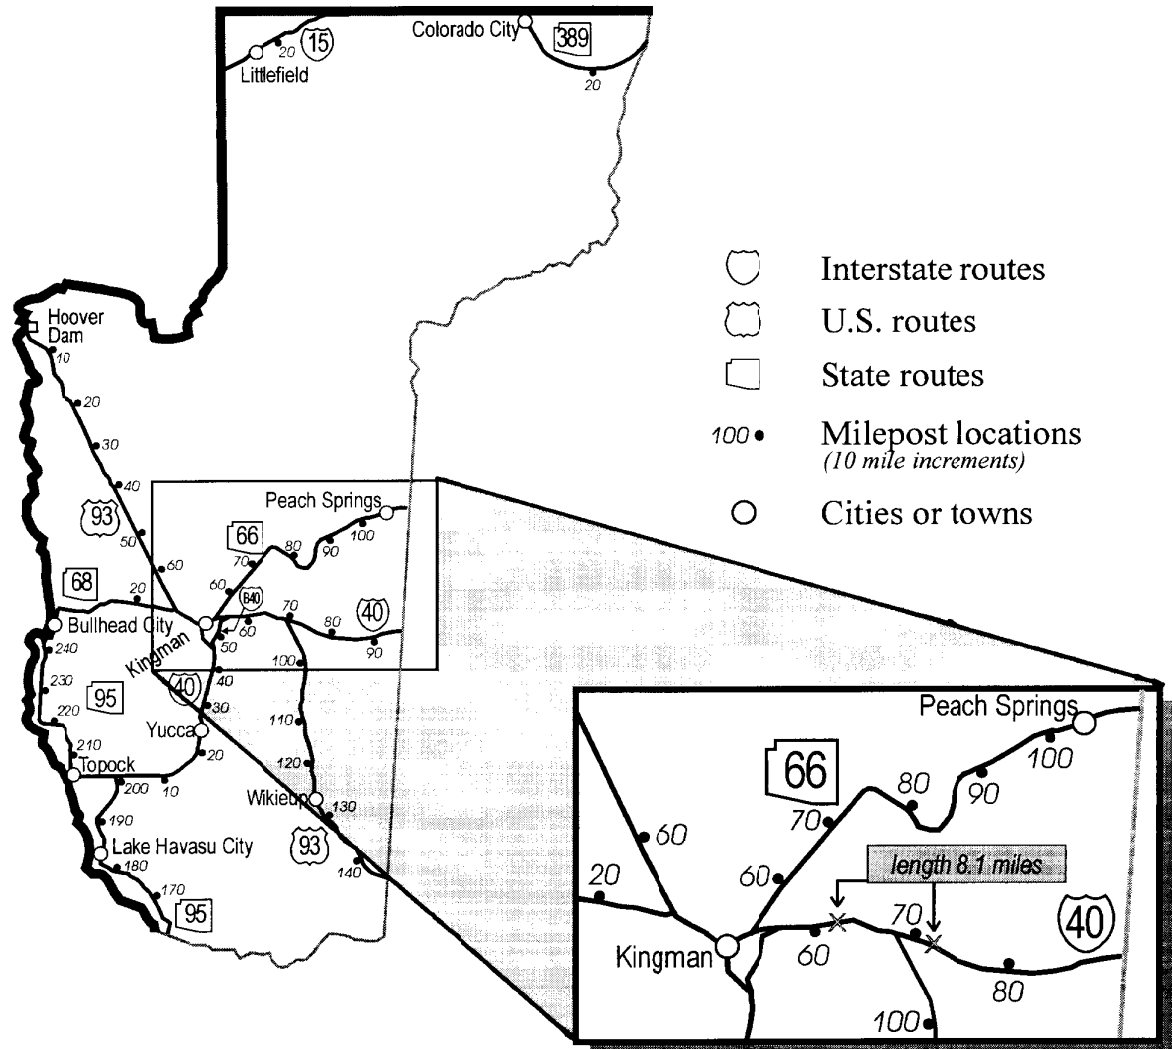 Colorado City
15
389
20
Littlefield
20
Hoover
Dam
10
20
30
40
93
50
60
Interstate routes
U.S. routes
State routes
100 Milepost locations
(10 mile increments)
Cities or towns
Peach Springs
66
100
90
80
70
60
68
20
B40
70
40
60
80
90
Bullhead City
Kingman
50
240
100
40
40
230
95
30
220
110
Yucca
210
20
120
Topock
200
10
Wikieup
130
190
93
Lake Havasu City
140
180
170
95
Peach Springs
66
100
80
90
70
60
60
length 8.1 miles
20
70
40
Kingman
60
80
100